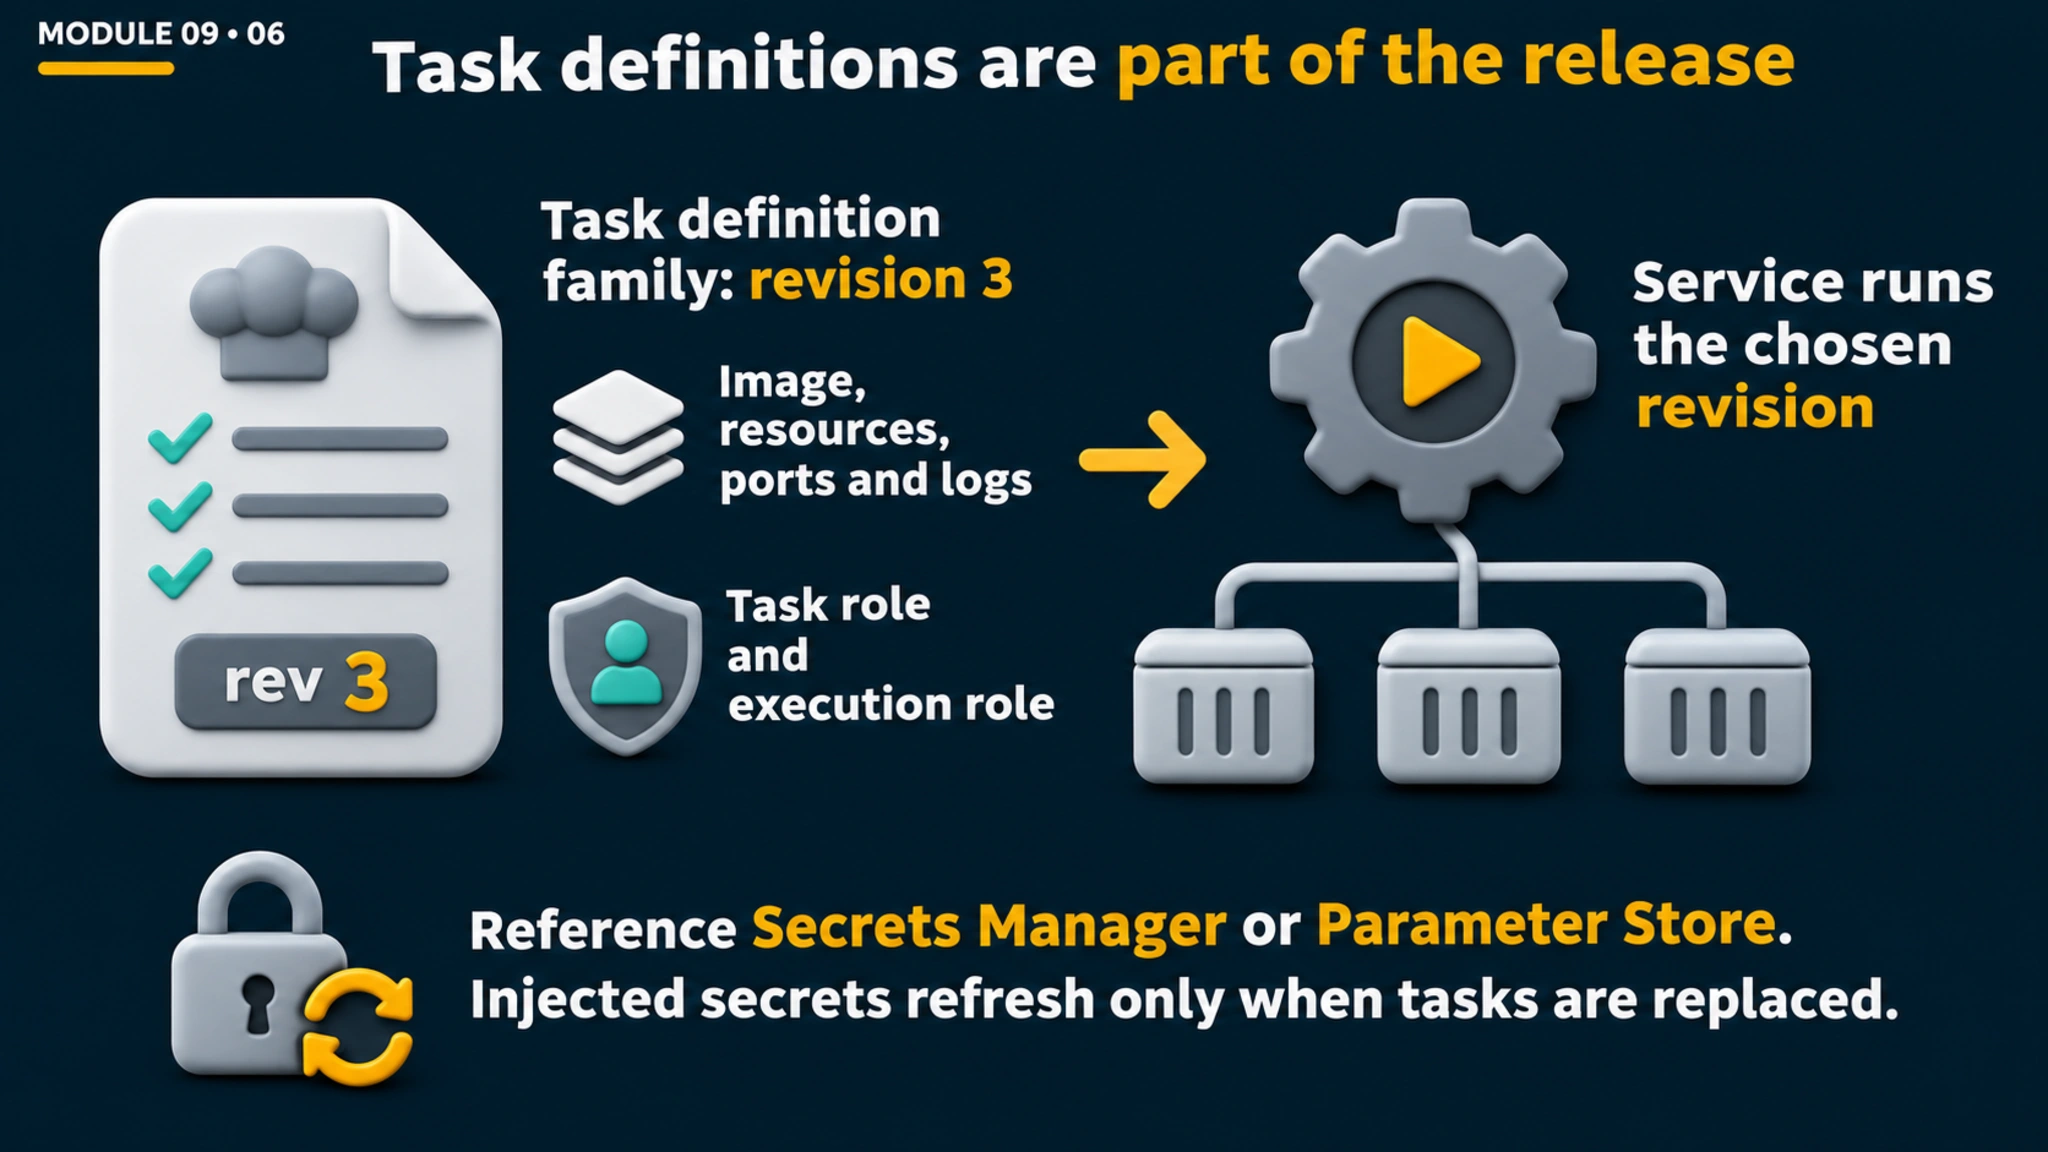 MODULE 09 • 06
Task definitions are part of the release
Task definition
family: revision 3
Image,
resources,
ports and logs
Task role
and
execution role
rev 3
Service runs
the chosen
revision
Reference Secrets Manager or Parameter Store.
Injected secrets refresh only when tasks are replaced.